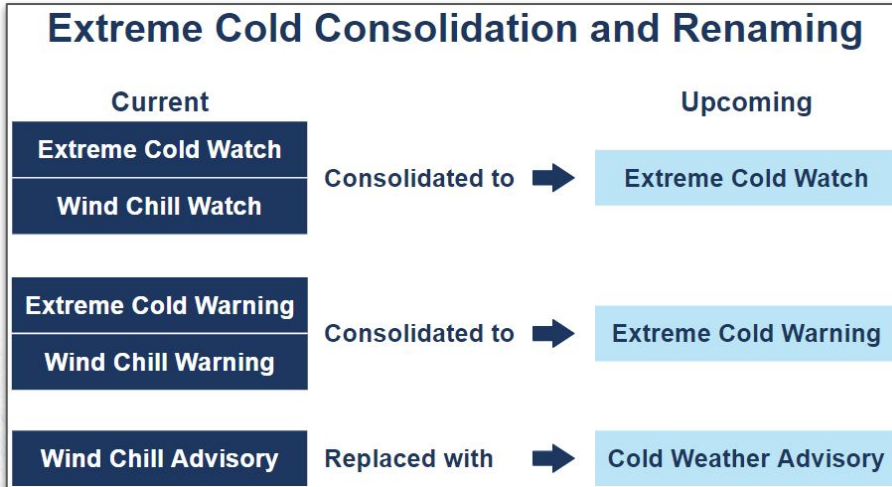 Extreme Cold Consolidation and Renaming
Current
Upcoming
Extreme Cold Watch
Wind Chill Watch
Consolidated to
Extreme Cold Watch
Extreme Cold Warning
Wind Chill Warning
Consolidated to
Extreme Cold Warning
Wind Chill Advisory
Replaced with
Cold Weather Advisory